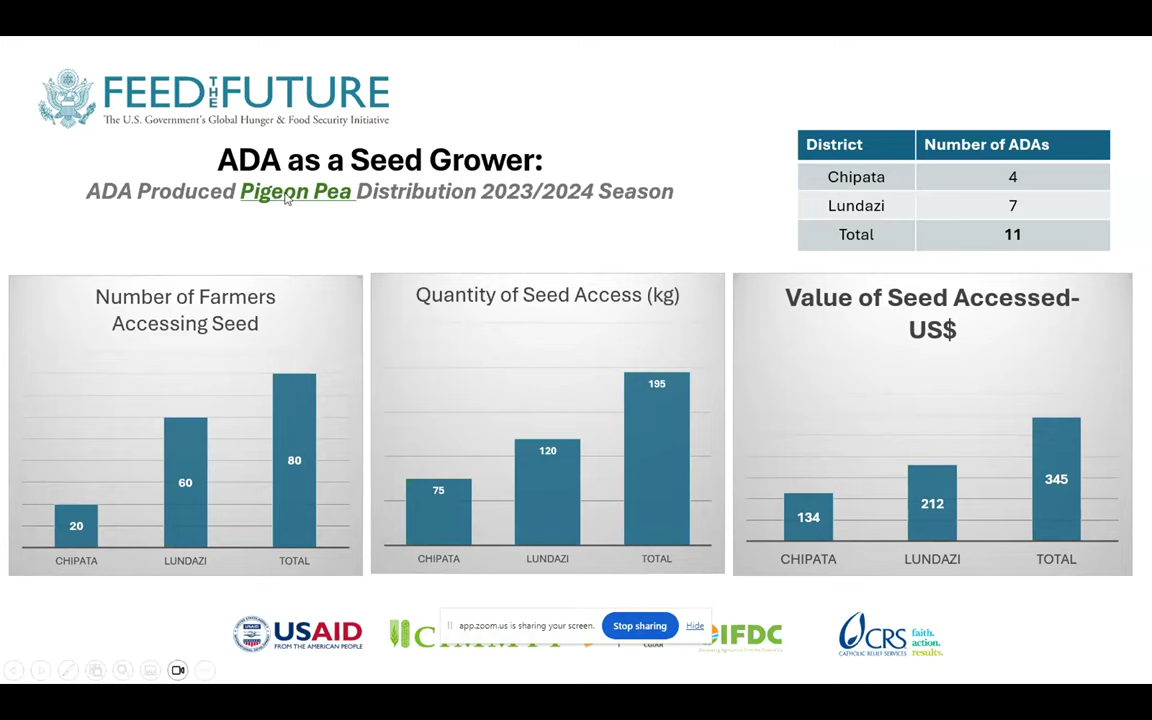 FEED THE FUTURE
The U.S. Government's Global Hunger & Food Security Initiative
ADA as a Seed Grower:
ADA Produced Pigeon Pea Distribution 2023/2024 Season
District Number of ADAs
Chipata 4
Lundazi 7
Total 11
Number of Farmers
Accessing Seed
20
60
80
CHIPATA LUNDAZI TOTAL
Quantity of Seed Access (kg)
75
120
195
CHIPATA LUNDAZI TOTAL
Value of Seed Accessed-
US$
134
212
345
CHIPATA LUNDAZI TOTAL
USAID
FROM THE AMERICAN PEOPLE
app.zoom.us is sharing your screen.
Stop sharing
Hide
IFDC
CRS
CATHOLIC RELIEF SERVICES
faith.
action.
results.